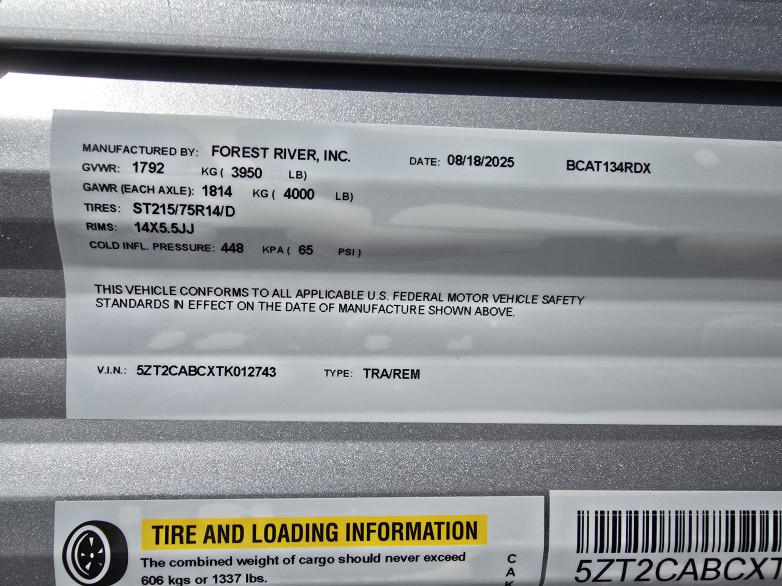 MANUFACTURED BY: FOREST RIVER, INC. DATE: 08/18/2025 BCAT134RDX
GVWR: 1792 KG ( 3950 LB)
GAWR (EACH AXLE): 1814 KG ( 4000 LB)
TIRES: ST215/75R14/D
RIMS: 14X5.5JJ
COLD INFL. PRESSURE: 448 KPA ( 65 PSI )
THIS VEHICLE CONFORMS TO ALL APPLICABLE U.S. FEDERAL MOTOR VEHICLE SAFETY
STANDARDS IN EFFECT ON THE DATE OF MANUFACTURE SHOWN ABOVE.
V.I.N.: 5ZT2CABCXTK012743 TYPE: TRA/REM
TIRE AND LOADING INFORMATION
The combined weight of cargo should never exceed
606 kgs or 1337 lbs.
C
A
K
5ZT2CABCXT